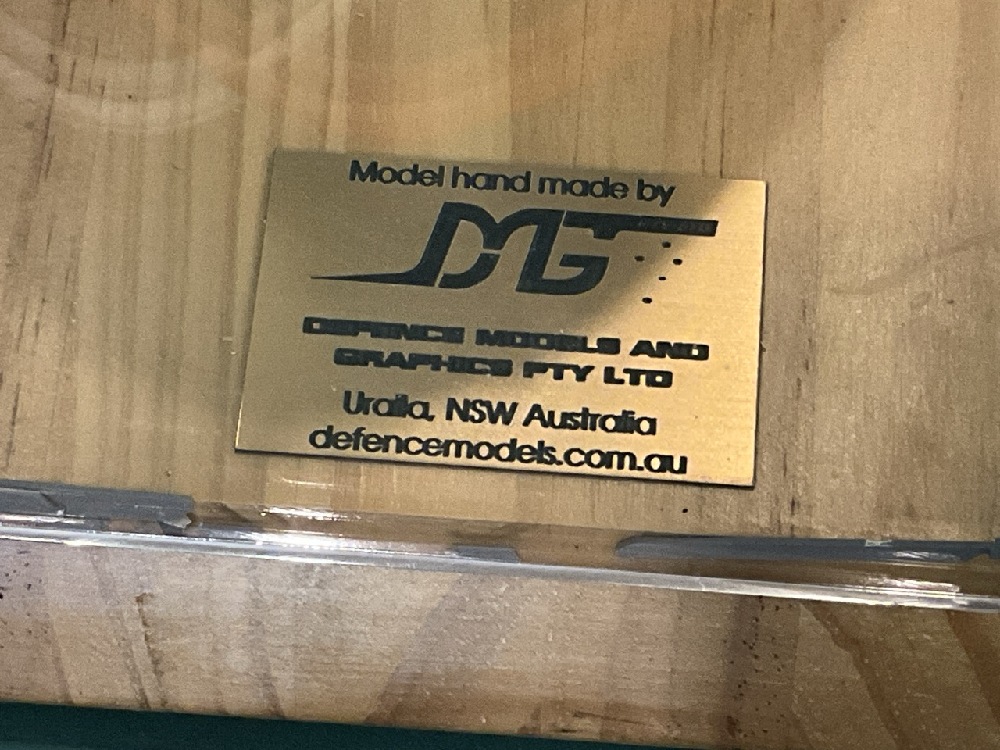 Model hand made by
DMG
DEFENCE MODELS AND
GRAPHICS PTY LTD
Uralla, NSW Australia
defencemodels.com.au